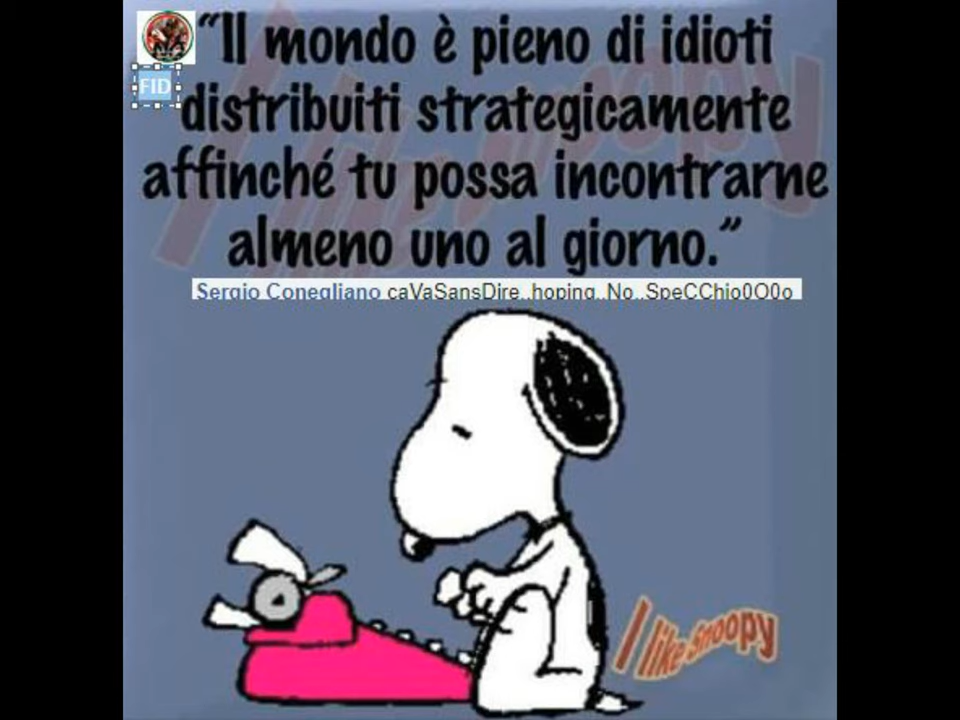 “Il mondo è pieno di idioti
FID
distribuiti strategicamente
affinché tu possa incontrarne
almeno uno al giorno.”
Sergio Conegliano caVaSansDire..hoping..No..SpeCChio0O0o
I like Snoopy